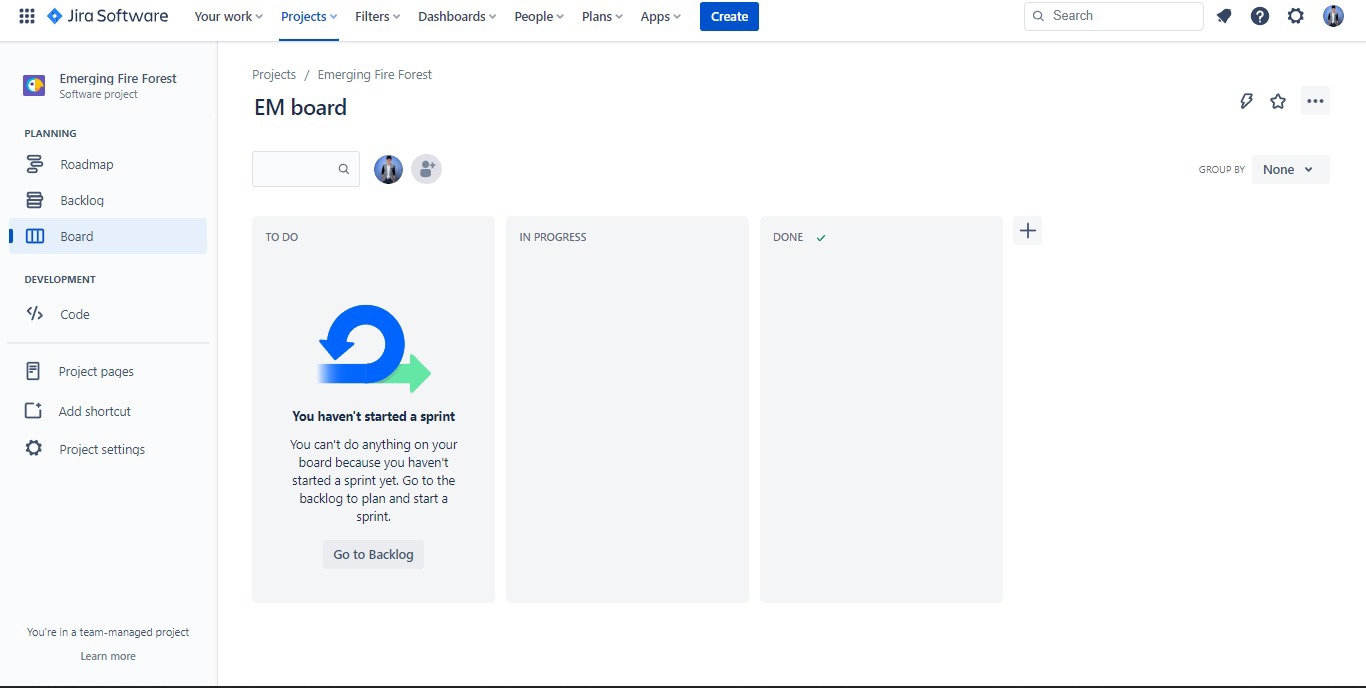 Jira Software Your work Projects Filters Dashboards People Plans Apps Create Search
Emerging Fire Forest
Software project
PLANNING
Roadmap
Backlog
Board
DEVELOPMENT
Code
Project pages
Add shortcut
Project settings
You're in a team-managed project
Learn more
Projects / Emerging Fire Forest
EM board
GROUP BY None
TO DO
IN PROGRESS
DONE
You haven't started a sprint
You can't do anything on your
board because you haven't
started a sprint yet. Go to the
backlog to plan and start a
sprint.
Go to Backlog